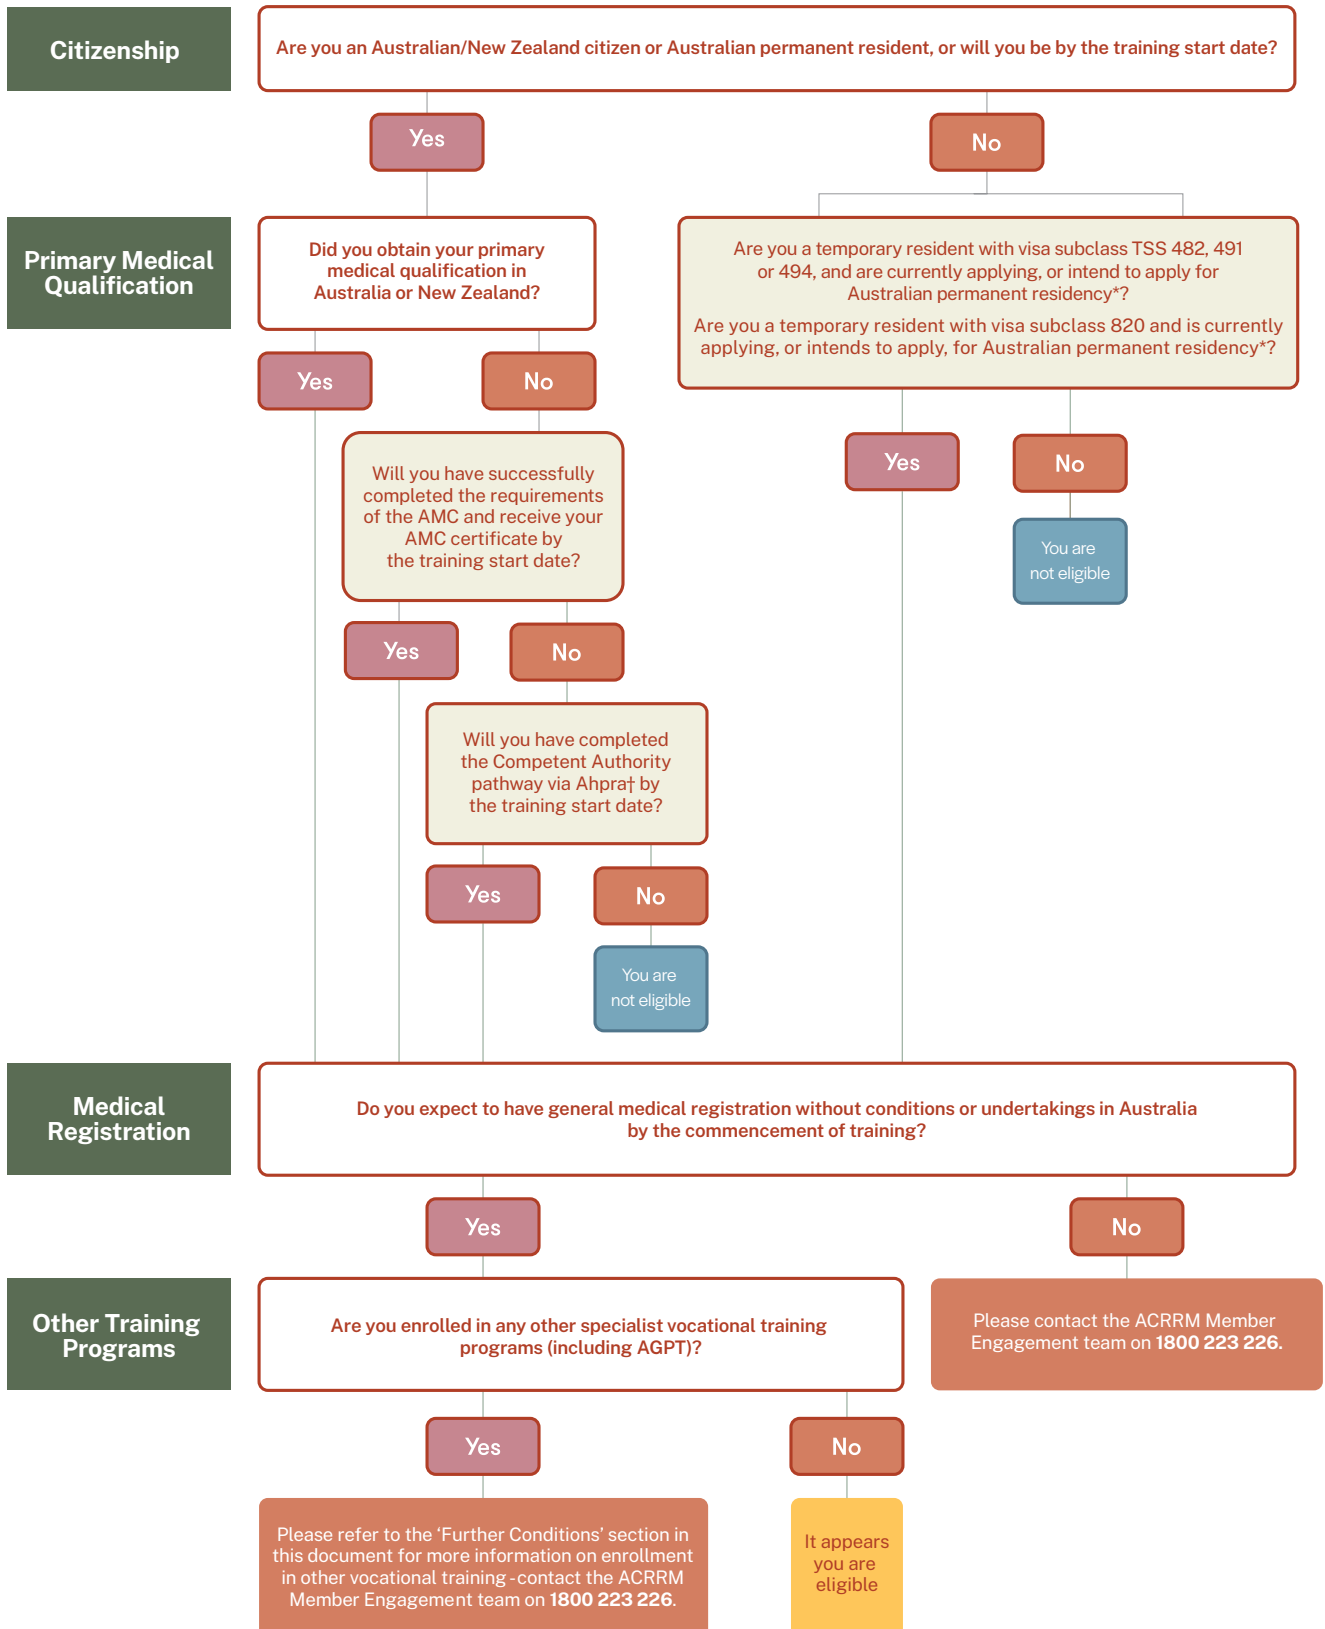 Citizenship
Are you an Australian/New Zealand citizen or Australian permanent resident, or will you be by the training start date?
Yes
No
Primary Medical
Qualification
Did you obtain your primary
medical qualification in
Australia or New Zealand?
Are you a temporary resident with visa subclass TSS 482, 491
or 494, and are currently applying, or intend to apply for
Australian permanent residency*?
Are you a temporary resident with visa subclass 820 and is currently
applying, or intends to apply, for Australian permanent residency*?
Yes
No
Will you have successfully
completed the requirements
of the AMC and receive your
AMC certificate by
the training start date?
Yes
No
You are
not eligible
Yes
No
Will you have completed
the Competent Authority
pathway via Ahpra† by
the training start date?
Yes
No
You are
not eligible
Medical
Registration
Do you expect to have general medical registration without conditions or undertakings in Australia
by the commencement of training?
Yes
No
Other Training
Programs
Are you enrolled in any other specialist vocational training
programs (including AGPT)?
Please contact the ACRRM Member
Engagement team on 1800 223 226.
Yes
No
Please refer to the ‘Further Conditions’ section in
this document for more information on enrollment
in other vocational training - contact the ACRRM
Member Engagement team on 1800 223 226.
It appears
you are
eligible